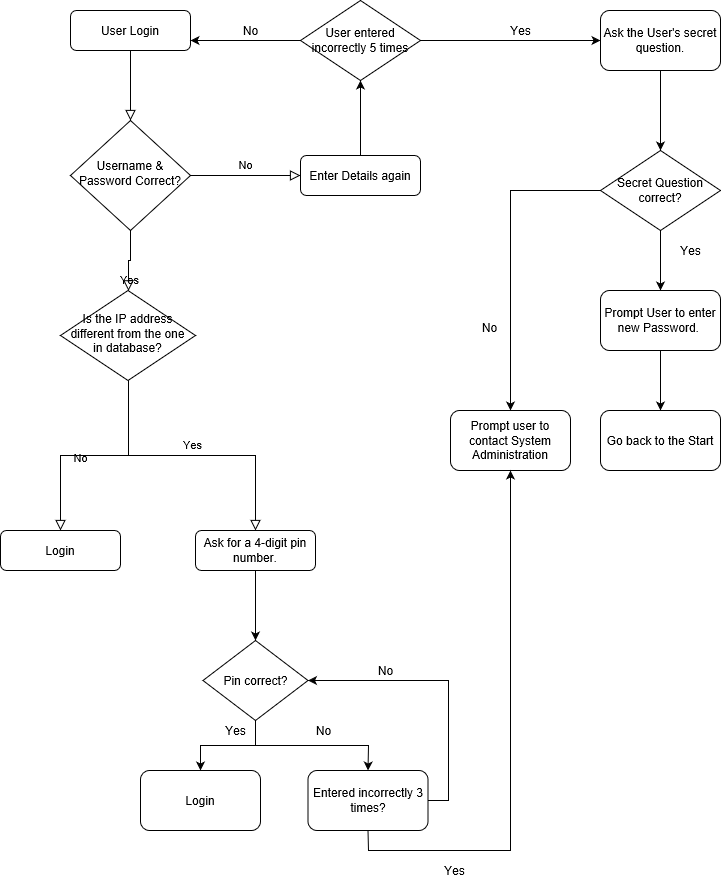 User Login
No
User entered
incorrectly 5 times
Yes
Ask the User's secret
question.
Username &
Password Correct?
No
Enter Details again
Secret Question
correct?
Yes
Yes
Is the IP address
different from the one
in database?
Prompt User to enter
new Password.
No
Prompt user to
contact System
Administration
Go back to the Start
No
Yes
Login
Ask for a 4-digit pin
number.
Pin correct?
No
Yes
No
Login
Entered incorrectly 3
times?
Yes